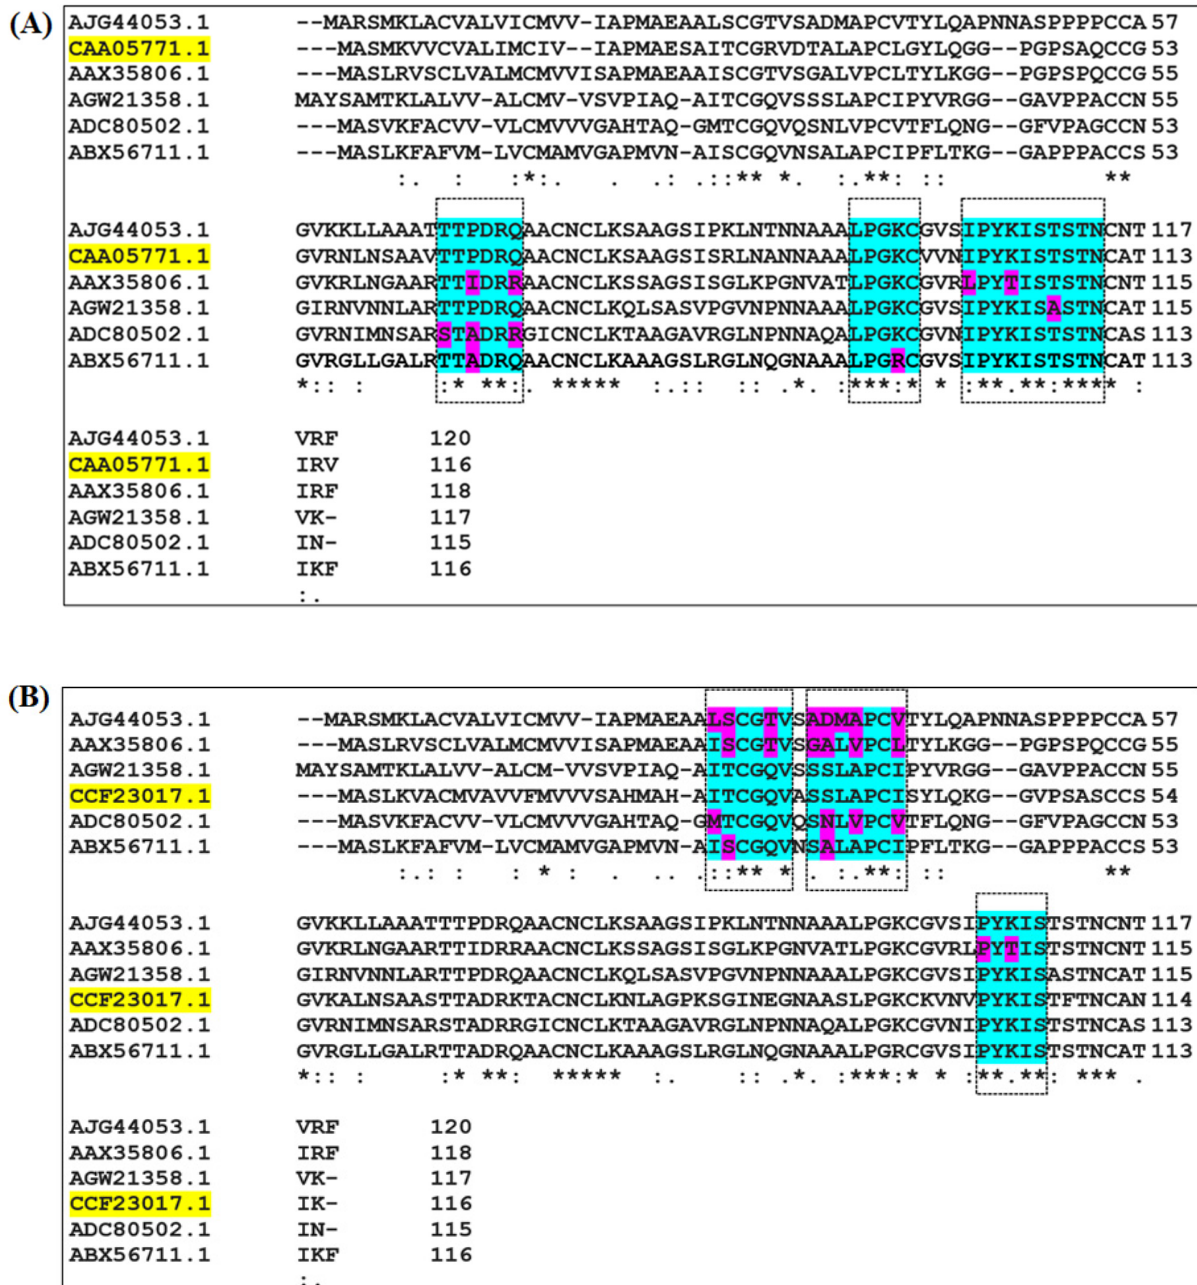 (A)
AJG44053.1 --MARSMKLACVALVICMVV-IAPMAEAALSCGTVSADMAPCVTYLQAPNNASPPPPCCA 57
CAA05771.1 ---MASMKVVCVALIMCIV--IAPMAESAITCGRVDTALAPCLGYLQGG--PGPSAQCCG 53
AAX35806.1 ---MASLRVSCLVALMCMVVISAPMAEAAISCGTVSGALVPCLTYLKGG--PGPSPQCCG 55
AGW21358.1 MAYSAMTKLALVV-ALCMV-VSVPIAQ-AITCGQVSSSLAPCIPYVRGG--GAVPPACCN 55
ADC80502.1 ---MASVKFACVV-VLCMVVVGAHTAQ-GMTCGQVQSNLVPCVTFLQNG--GFVPAGCCN 53
ABX56711.1 ---MASLKFAFVM-LVCMAMVGAPMVN-AISCGQVNSALAPCIPFLTKG--GAPPPACCS 53
:. : :*:. . .: .::** *. :.**: :: **
AJG44053.1 GVKKLLAAATTTPDRQAACNCLKSAAGSIPKLNTNNAAALPGKCGVSIPYKISTSTNCNT 117
CAA05771.1 GVRNLNSAAVTTPDRQAACNCLKSAAGSISRLNANNAAALPGKCVVNIPYKISTSTNCAT 113
AAX35806.1 GVKRLNGAARTTIDRRAACNCLKSSAGSISGLKPGNVATLPGKCGVRLPYTISTSTNCNT 115
AGW21358.1 GIRNVNNLARTTPDRQAACNCLKQLSASVPGVNPNNAAALPGKCGVSIPYKISASTNCAT 115
ADC80502.1 GVRNIMNSARSTADRRGICNCLKTAAGAVRGLNPNNAQALPGKCGVNIPYKISTSTNCAS 113
ABX56711.1 GVRGLLGALRTTADRQAACNCLKAAAGSLRGLNQGNAAALPGRCGVSIPYKISTSTNCAT 113
*:: : :* **:. ***** :.:: ::. .*. :***:* * :**.**:**** :
AJG44053.1 VRF 120
CAA05771.1 IRV 116
AAX35806.1 IRF 118
AGW21358.1 VK- 117
ADC80502.1 IN- 115
ABX56711.1 IKF 116
:.
(B)
AJG44053.1 --MARSMKLACVALVICMVV-IAPMAEAALSCGTVSADMAPCVTYLQAPNNASPPPPCCA 57
AAX35806.1 ---MASLRVSCLVALMCMVVISAPMAEAAISCGTVSGALVPCLTYLKGG--PGPSPQCCG 55
AGW21358.1 MAYSAMTKLALVV-ALCM-VVSVPIAQ-AITCGQVSSSLAPCIPYVRGG--GAVPPACCN 55
CCF23017.1 ---MASLKVACMVAVVFMVVVSAHMAH-AITCGQVASSLAPCISYLQKG--GVPSASCCS 54
ADC80502.1 ---MASVKFACVV-VLCMVVVGAHTAQ-GMTCGQVQSNLVPCVTFLQNG--GFVPAGCCN 53
ABX56711.1 ---MASLKFAFVM-LVCMAMVGAPMVN-AISCGQVNSALAPCIPFLTKG--GAPPPACCS 53
:.: : : * : . . .::** * . :.**: :: **
AJG44053.1 GVKKLLAAATTTPDRQAACNCLKSAAGSIPKLNTNNAAALPGKCGVSIPYKISTSTNCNT 117
AAX35806.1 GVKRLNGAARTTIDRRAACNCLKSSAGSISGLKPGNVATLPGKCGVRLPYTISTSTNCNT 115
AGW21358.1 GIRNVNNLARTTPDRQAACNCLKQLSASVPGVNPNNAAALPGKCGVSIPYKISASTNCAT 115
CCF23017.1 GVKALNSAASTTADRKTACNCLKNLAGPKSGINEGNAASLPGKCKVNVPYKISTFTNCAN 114
ADC80502.1 GVRNIMNSARSTADRRGICNCLKTAAGAVRGLNPNNAQALPGKCGVNIPYKISTSTNCAS 113
ABX56711.1 GVRGLLGALRTTADRQAACNCLKAAAGSLRGLNQGNAAALPGRCGVSIPYKISTSTNCAT 113
*:: : :* **: ***** :. :: .*. :***:* * :**.**: *** .
AJG44053.1 VRF 120
AAX35806.1 IRF 118
AGW21358.1 VK- 117
CCF23017.1 IK- 116
ADC80502.1 IN- 115
ABX56711.1 IKF 116
:.